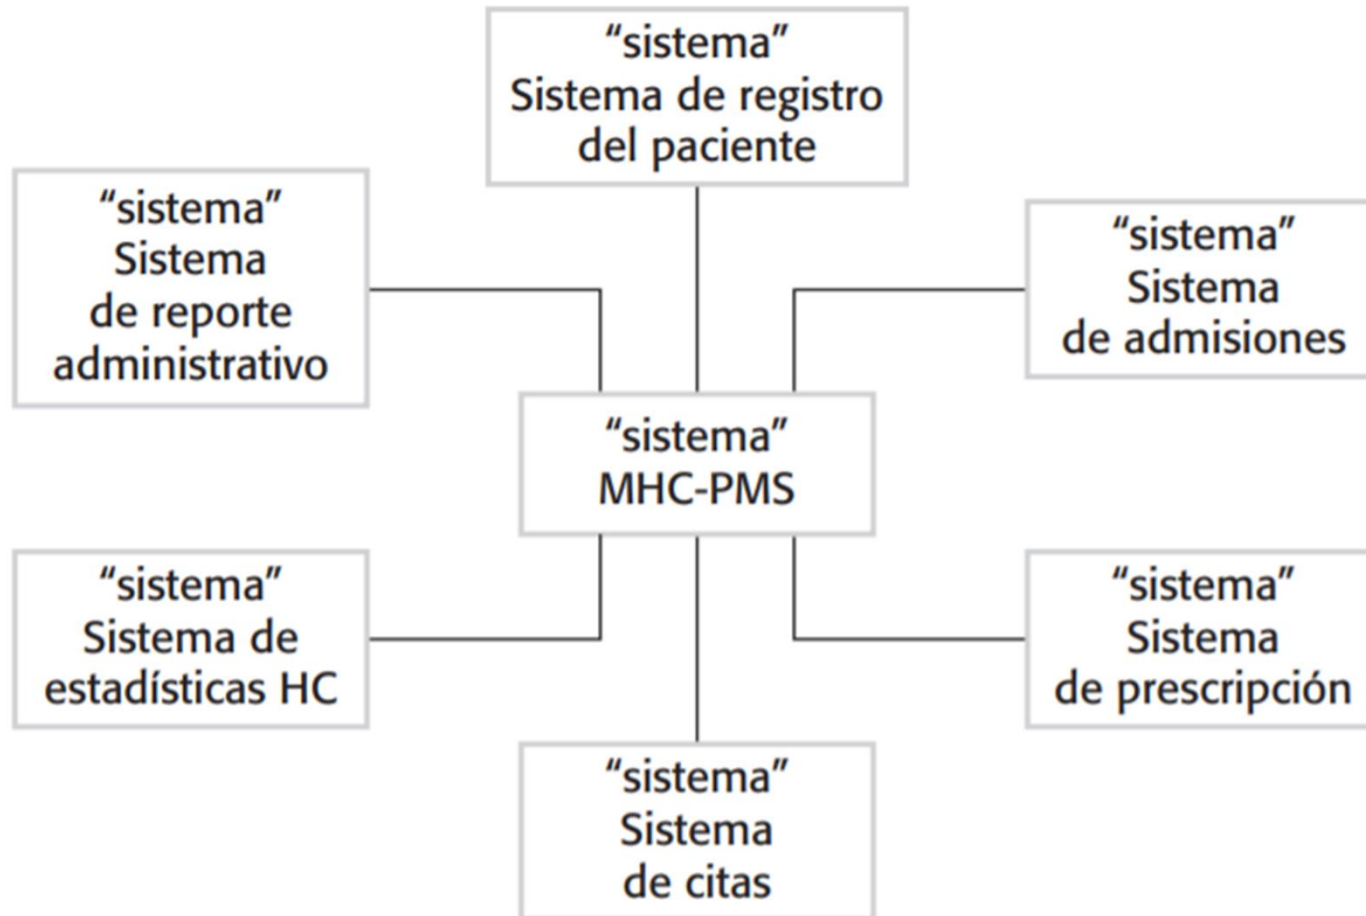 “sistema”
Sistema de registro
del paciente
“sistema”
Sistema
de reporte
administrativo
“sistema”
Sistema
de admisiones
“sistema”
MHC-PMS
“sistema”
Sistema de
estadísticas HC
“sistema”
Sistema
de prescripción
“sistema”
Sistema
de citas